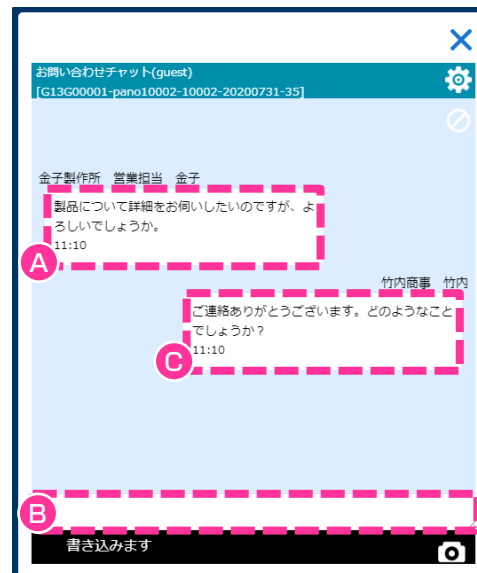 お問い合わせチャット(guest)
[G13G00001-pano10002-10002-20200731-35]
金子製作所 営業担当 金子
製品について詳細をお伺いしたいのですが、よ
ろしいでしょうか。
11:10
A
竹内商事 竹内
ご連絡ありがとうございます。どのようなこと
でしょうか？
11:10
C
B
書き込みます